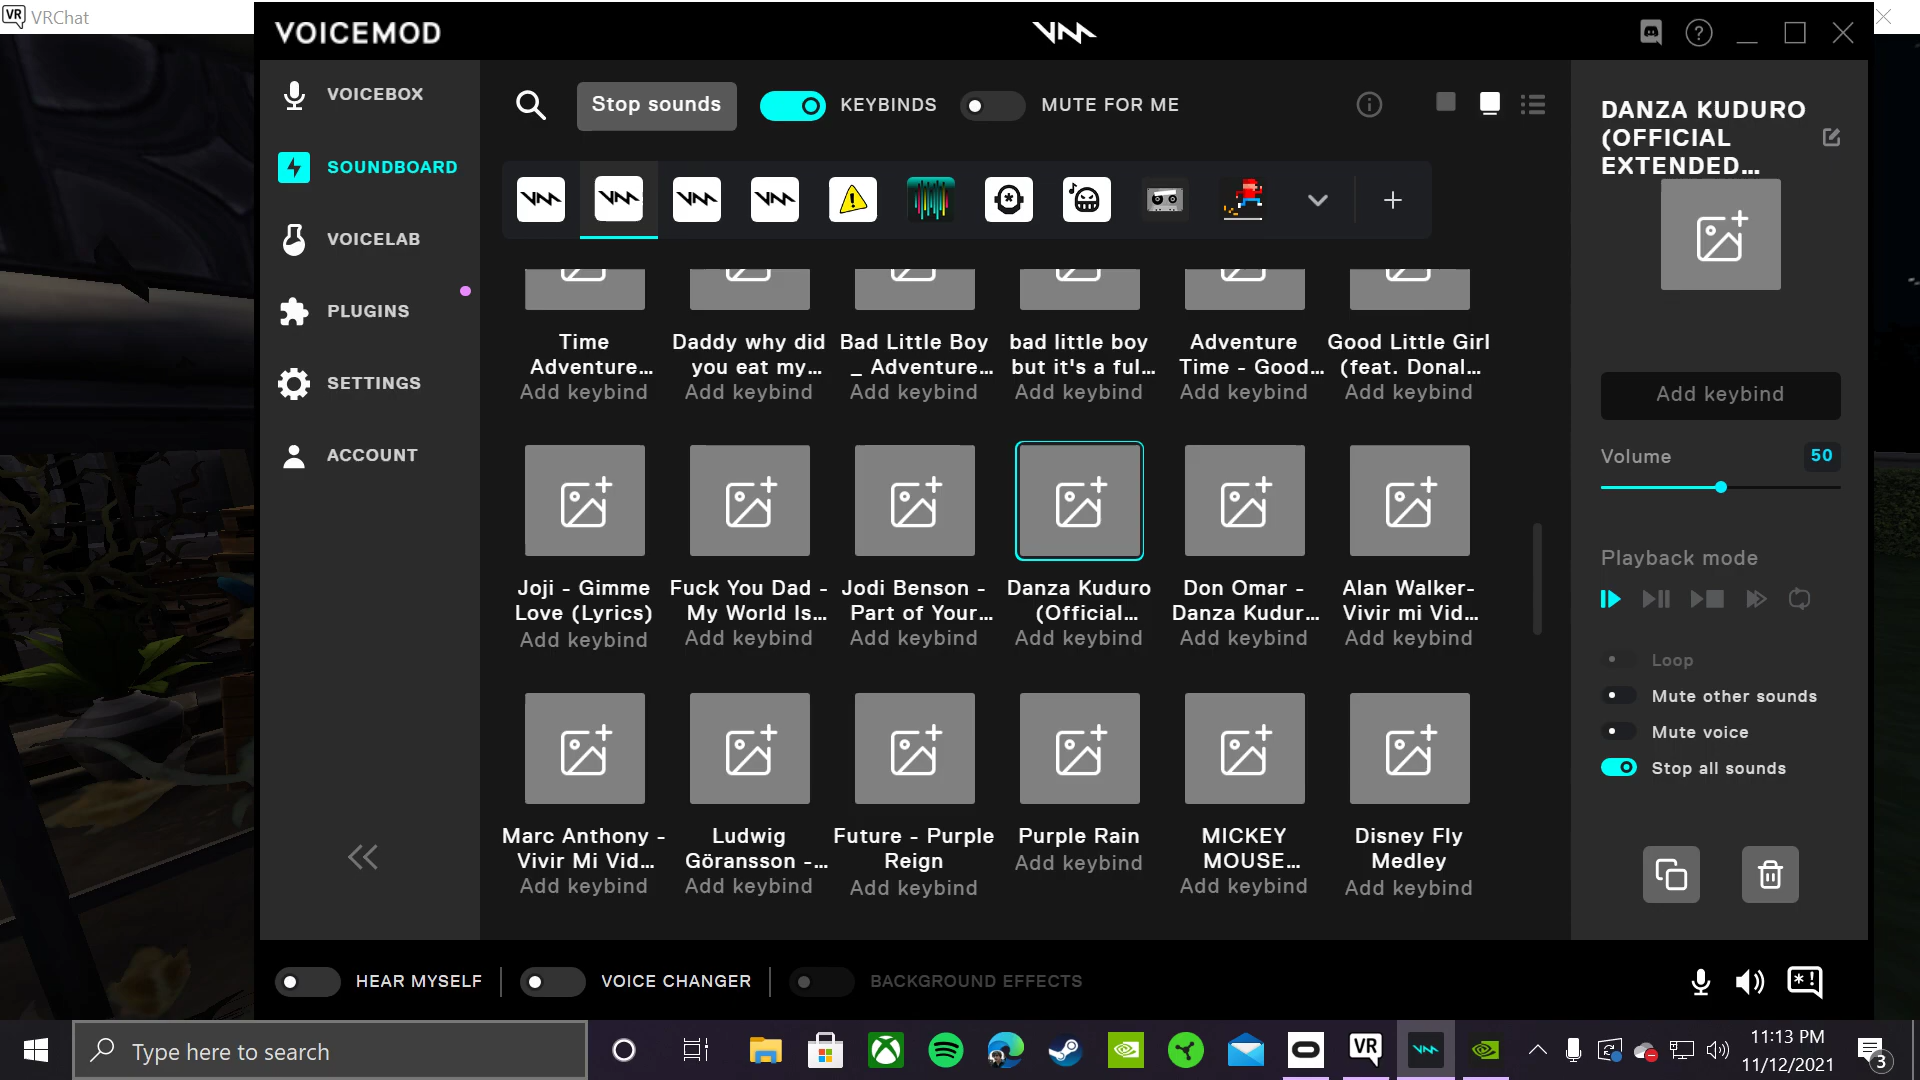 VRChat
VOICEMOD
VOICEBOX
SOUNDBOARD
VOICELAB
PLUGINS
SETTINGS
ACCOUNT
Stop sounds
KEYBINDS
MUTE FOR ME
Time
Adventure...
Add keybind
Daddy why did
you eat my...
Add keybind
Bad Little Boy
_ Adventure...
Add keybind
bad little boy
but it's a ful...
Add keybind
Adventure
Time - Good...
Add keybind
Good Little Girl
(feat. Donal...
Add keybind
Joji - Gimme
Love (Lyrics)
Add keybind
Fuck You Dad -
My World Is...
Add keybind
Jodi Benson -
Part of Your...
Add keybind
Danza Kuduro
(Official...
Add keybind
Don Omar -
Danza Kudur...
Add keybind
Alan Walker-
Vivir mi Vid...
Add keybind
Marc Anthony -
Vivir Mi Vid...
Add keybind
Ludwig
Göransson -...
Add keybind
Future - Purple
Reign
Add keybind
Purple Rain
Add keybind
MICKEY
MOUSE...
Add keybind
Disney Fly
Medley
Add keybind
DANZA KUDURO
(OFFICIAL
EXTENDED...
Add keybind
Volume 50
Playback mode
Loop
Mute other sounds
Mute voice
Stop all sounds
HEAR MYSELF
VOICE CHANGER
BACKGROUND EFFECTS
Type here to search
VR
11:13 PM
11/12/2021
3